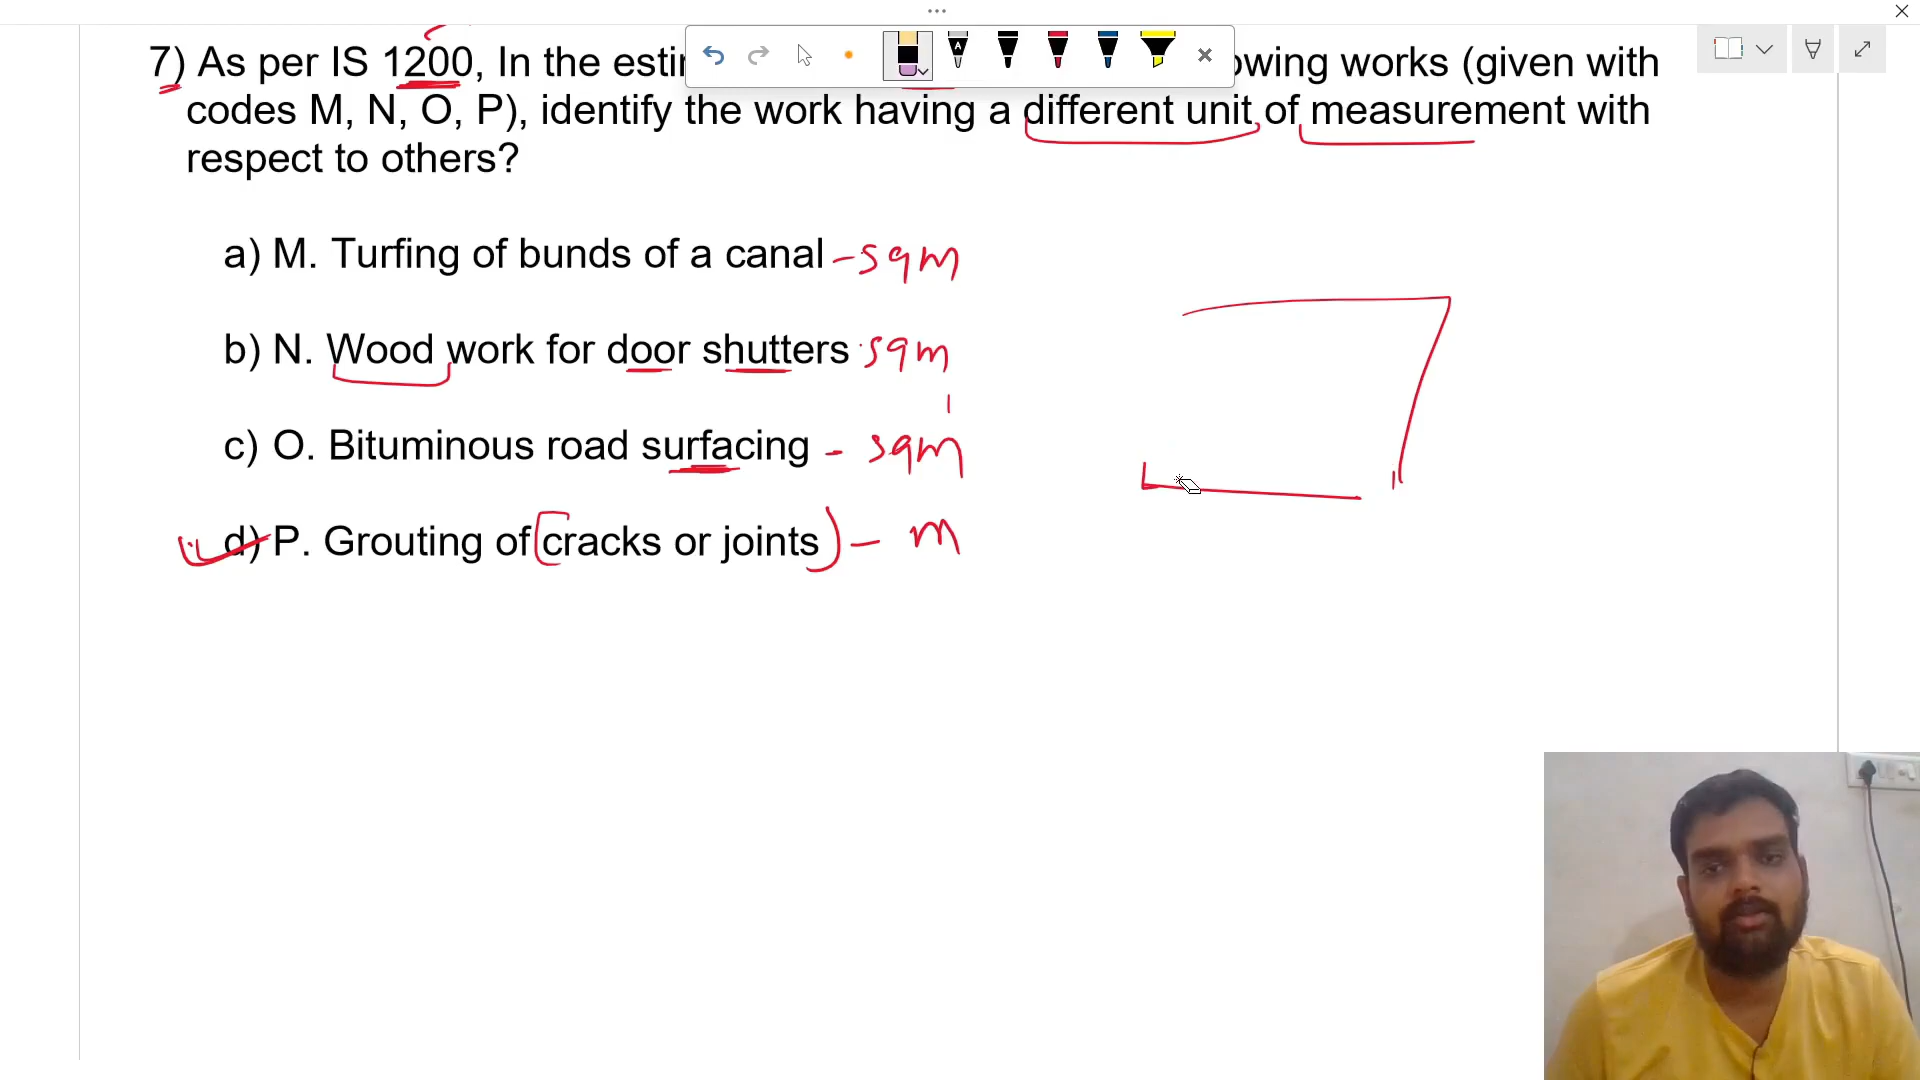 7) As per IS 1200, In the esti owing works (given with
codes M, N, O, P), identify the work having a different unit of measurement with
respect to others?
a) M. Turfing of bunds of a canal - sqm
b) N. Wood work for door shutters sqm
c) O. Bituminous road surfacing - sqm
d) P. Grouting of cracks or joints - m